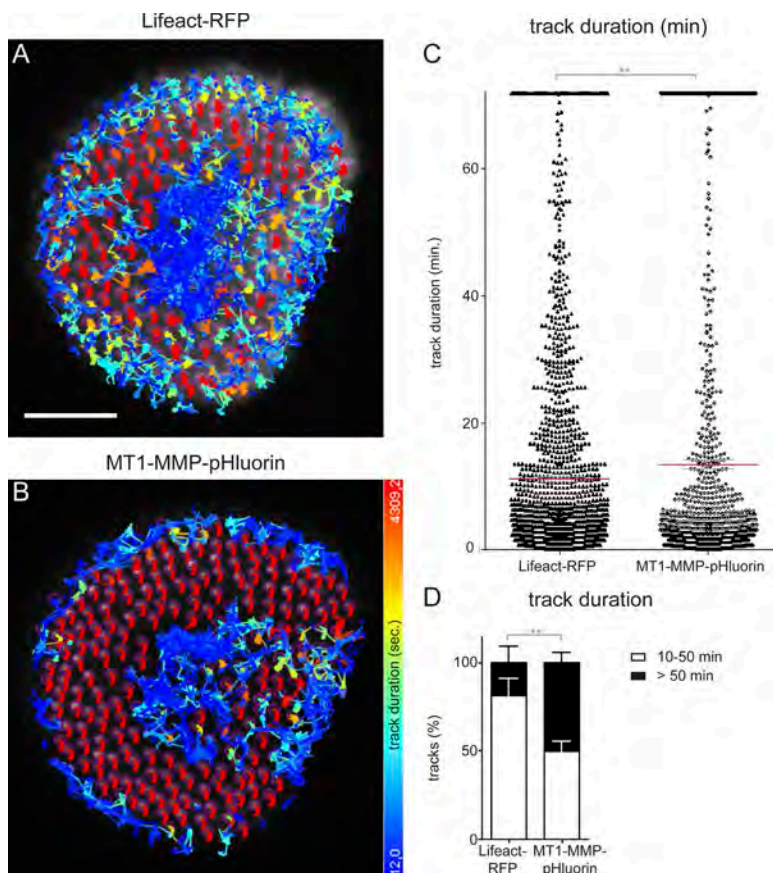 Lifeact-RFP
A
MT1-MMP-pHluorin
B
4309,2
track duration (sec.)
12,0
track duration (min)
C
**
60
40
20
0
track duration (min.)
Lifeact-RFP
MT1-MMP-pHluorin
D
track duration
**
10-50 min
> 50 min
100
50
0
tracks (%)
Lifeact-
RFP
MT1-MMP-
pHluorin